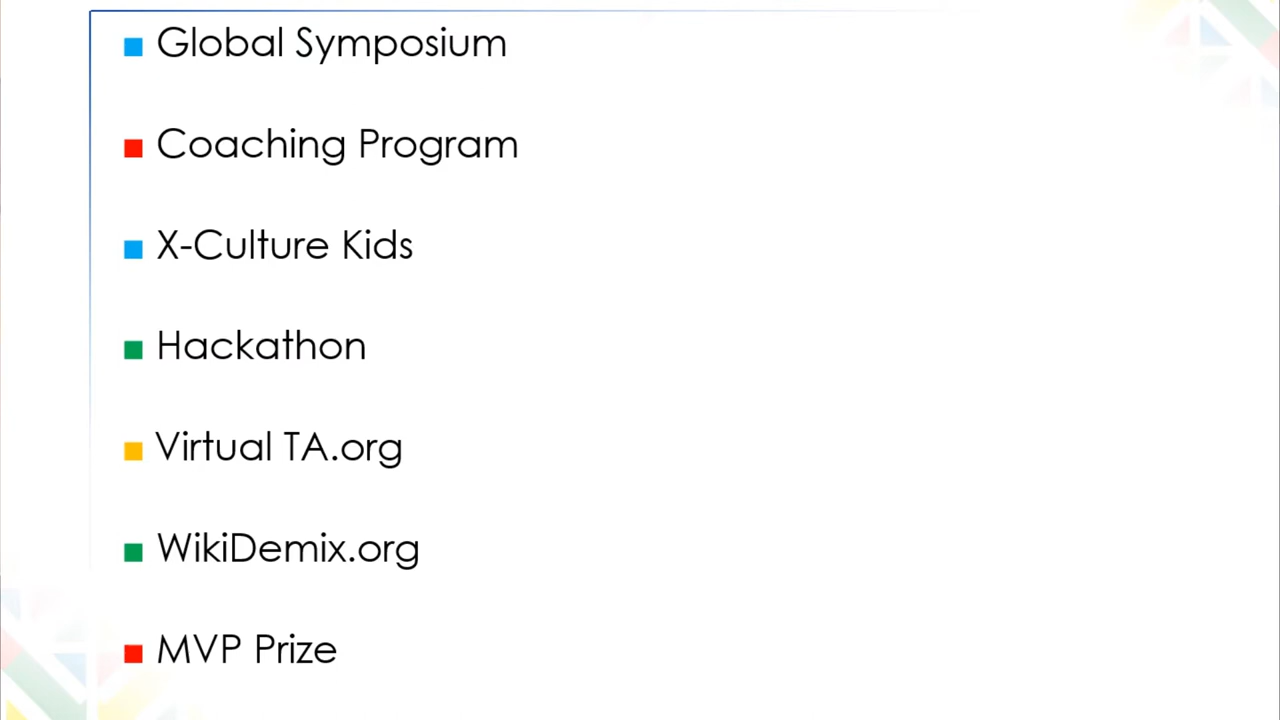 Global Symposium
Coaching Program
X-Culture Kids
Hackathon
Virtual TA.org
WikiDemix.org
MVP Prize